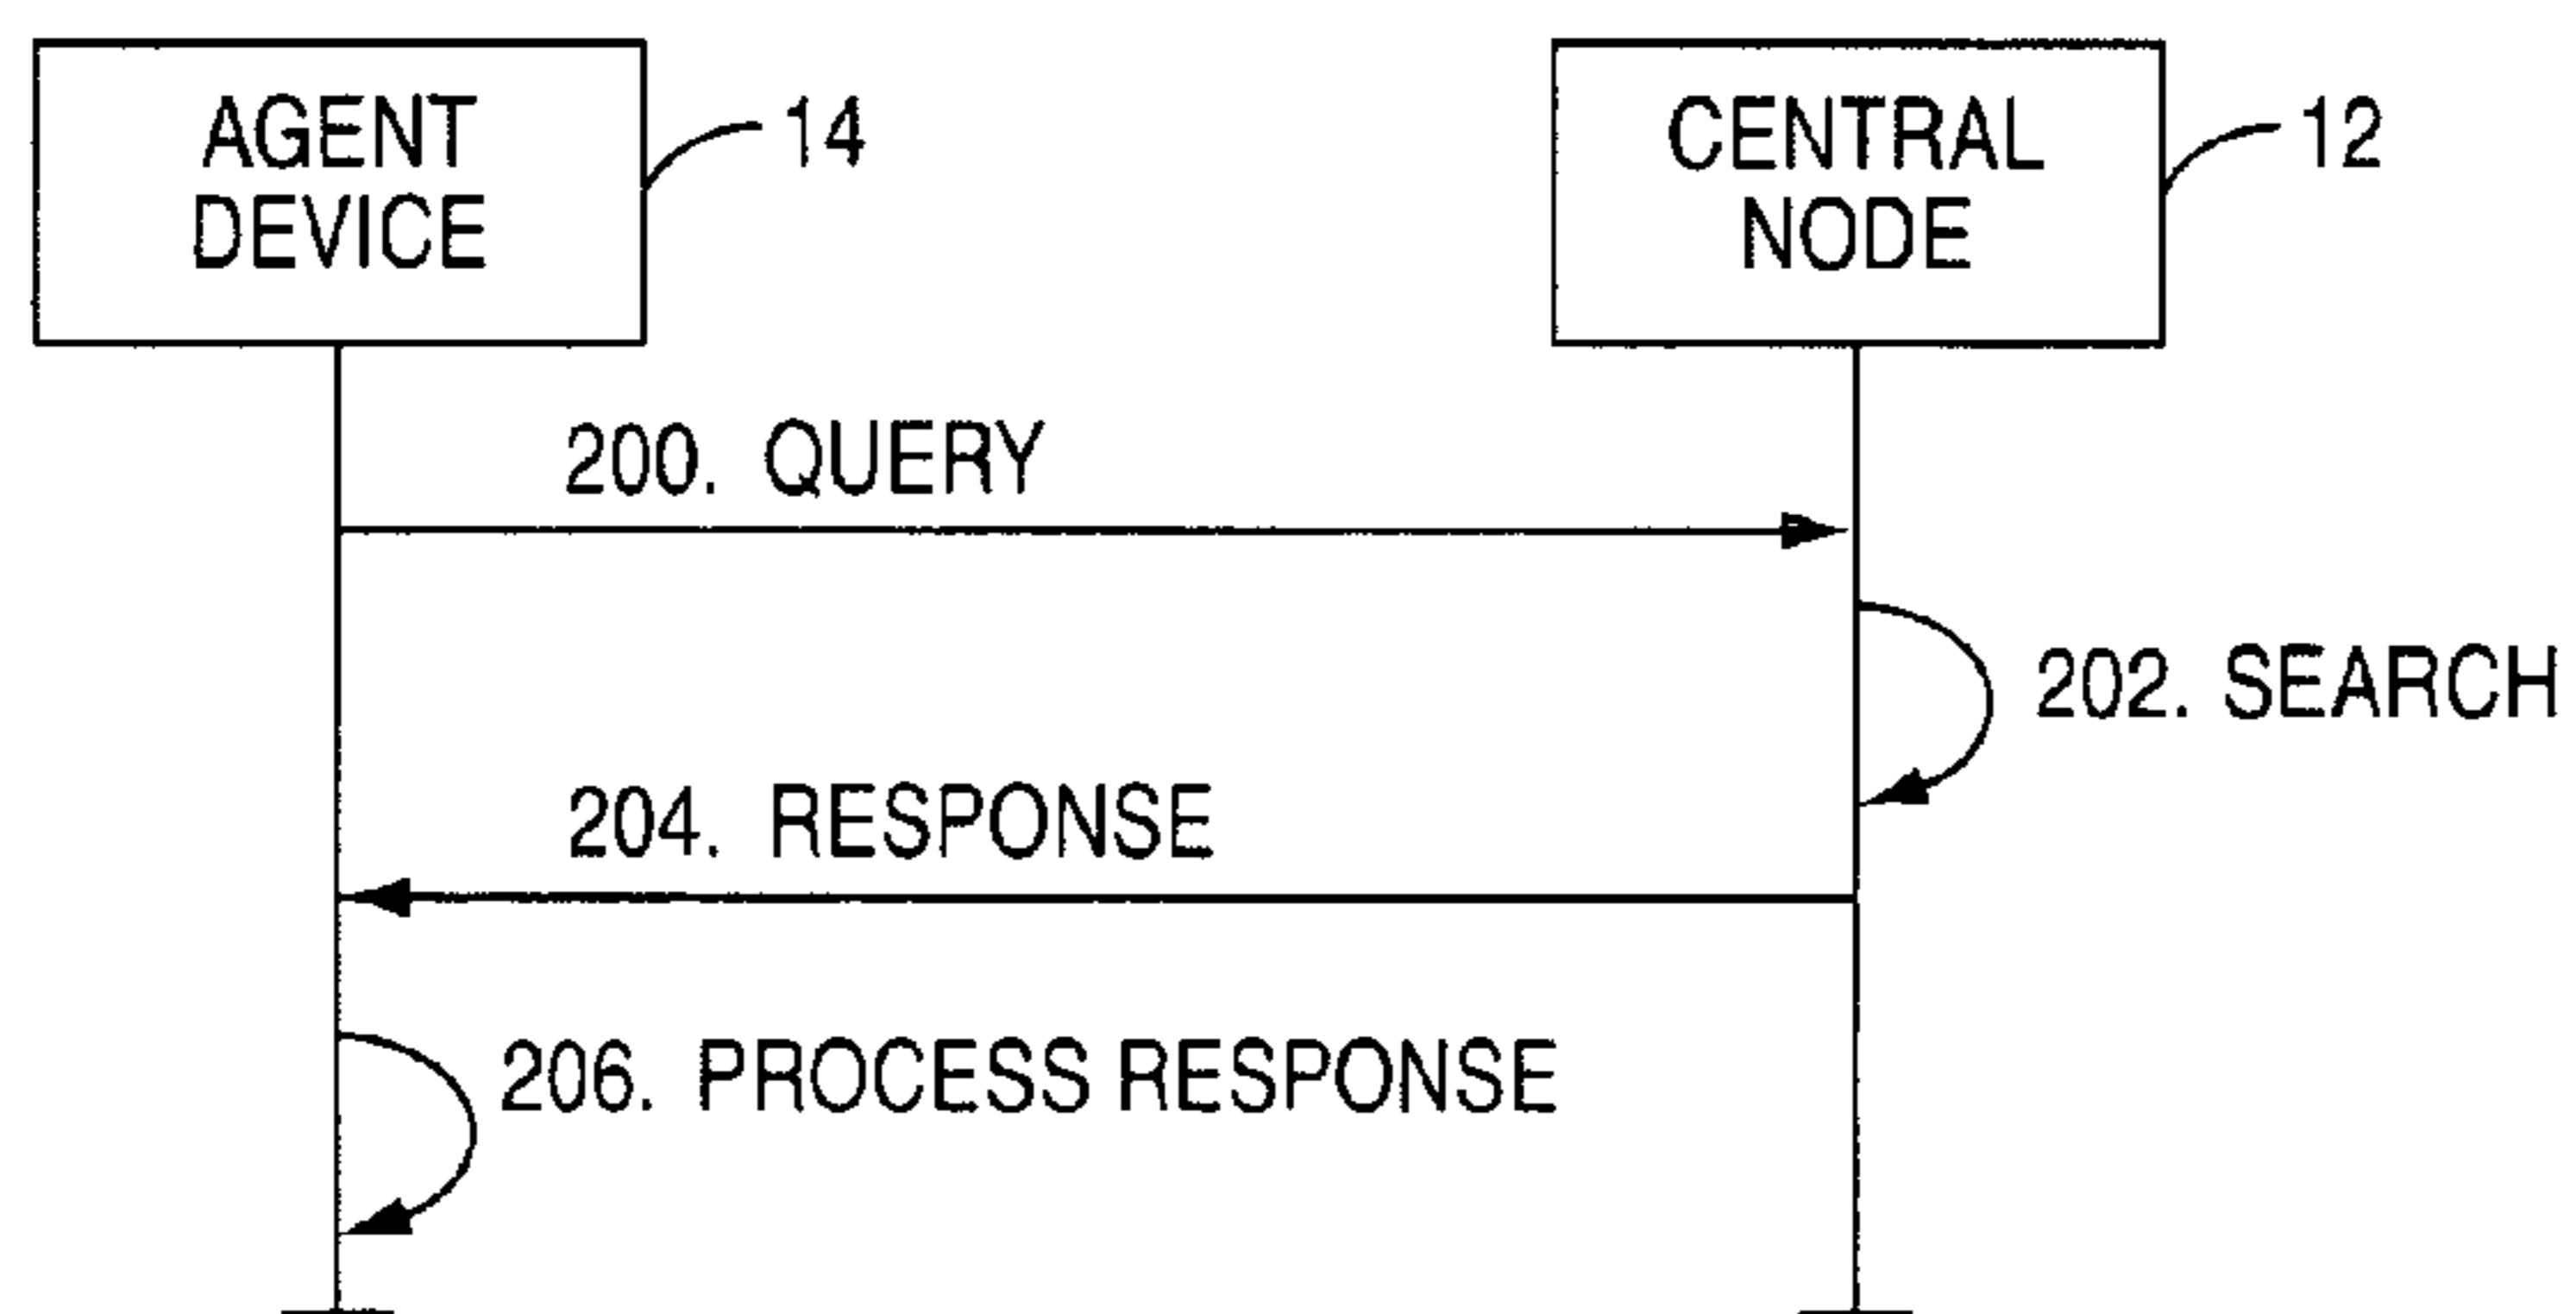 AGENT
DEVICE
14
CENTRAL
NODE
12
200. QUERY
202. SEARCH
204. RESPONSE
206. PROCESS RESPONSE